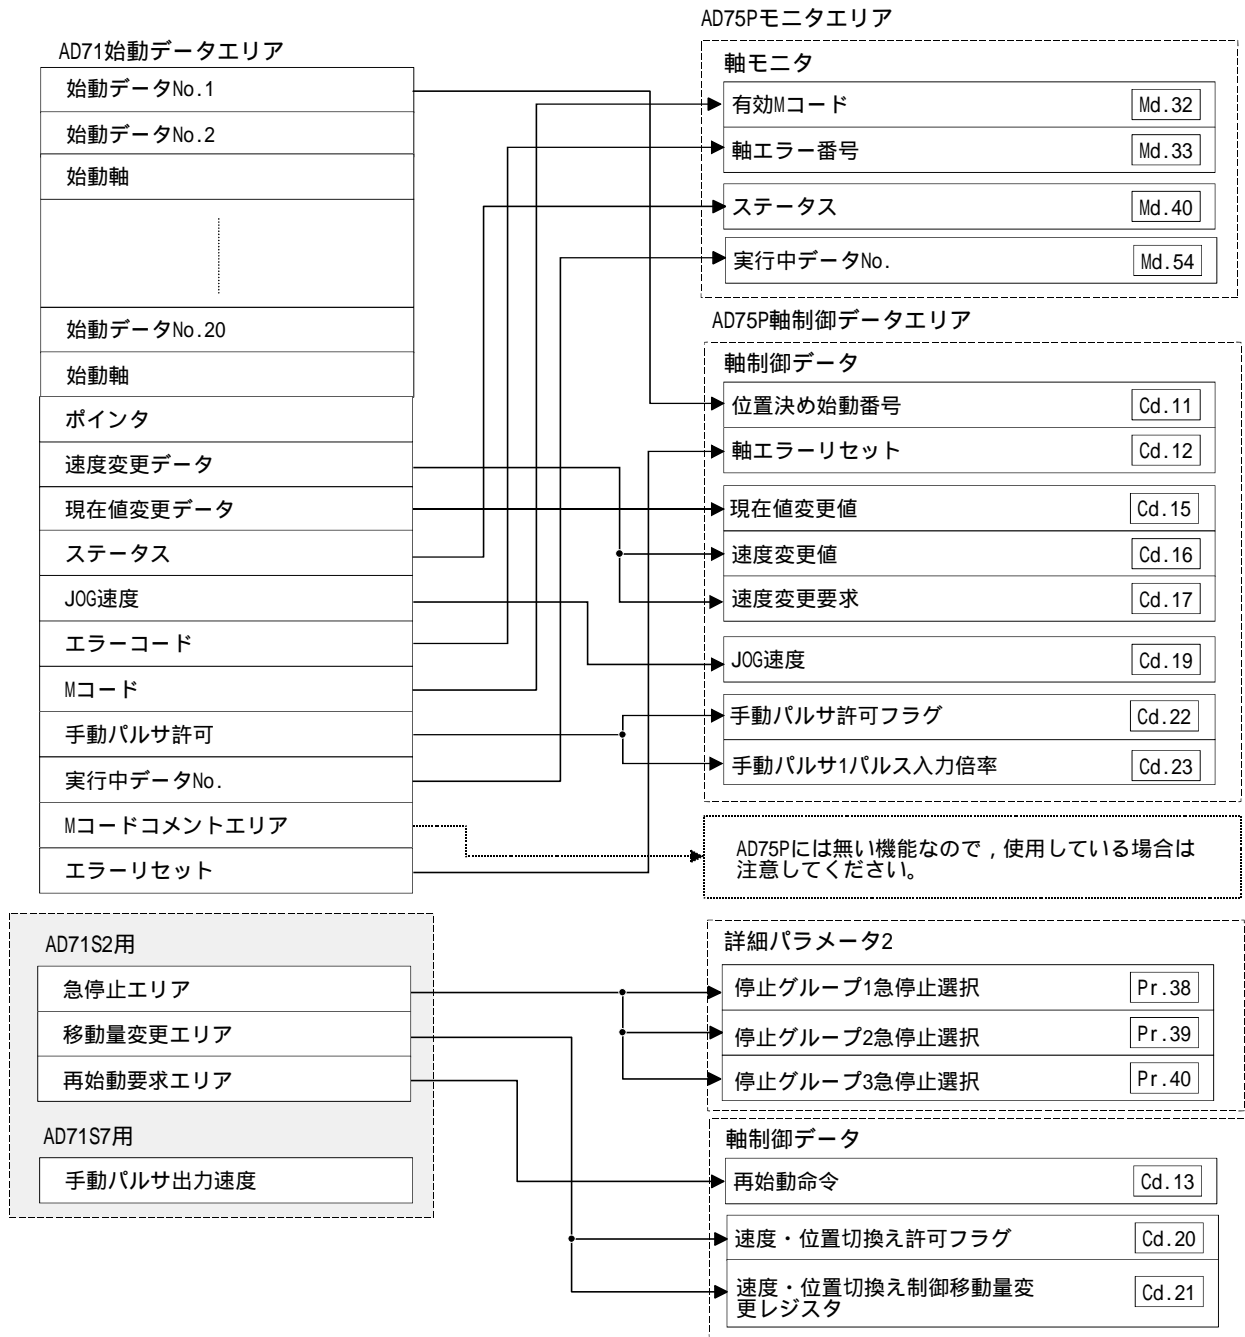 AD71始動データエリア
始動データNo.1
始動データNo.2
始動軸
始動データNo.20
始動軸
ポインタ
速度変更データ
現在値変更データ
ステータス
JOG速度
エラーコード
Mコード
手動パルサ許可
実行中データNo.
Mコードコメントエリア
エラーリセット
AD71S2用
急停止エリア
移動量変更エリア
再始動要求エリア
AD71S7用
手動パルサ出力速度
AD75Pモニタエリア
軸モニタ
有効Mコード Md.32
軸エラー番号 Md.33
ステータス Md.40
実行中データNo. Md.54
AD75P軸制御データエリア
軸制御データ
位置決め始動番号 Cd.11
軸エラーリセット Cd.12
現在値変更値 Cd.15
速度変更値 Cd.16
速度変更要求 Cd.17
JOG速度 Cd.19
手動パルサ許可フラグ Cd.22
手動パルサ1パルス入力倍率 Cd.23
AD75Pには無い機能なので，使用している場合は
注意してください。
詳細パラメータ2
停止グループ1急停止選択 Pr.38
停止グループ2急停止選択 Pr.39
停止グループ3急停止選択 Pr.40
軸制御データ
再始動命令 Cd.13
速度・位置切換え許可フラグ Cd.20
速度・位置切換え制御移動量変
更レジスタ Cd.21